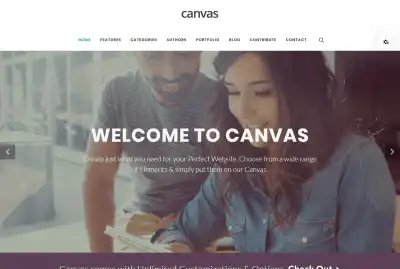 canvas
HOME FEATURES CATEGORIES AUTHORS PORTFOLIO BLOG CONTRIBUTE CONTACT
WELCOME TO CANVAS
Create just what you need for your Perfect Website. Choose from a wide range
of Elements & simply put them on our Canvas.
Canvas comes with Unlimited Customizations & Options. Check Out